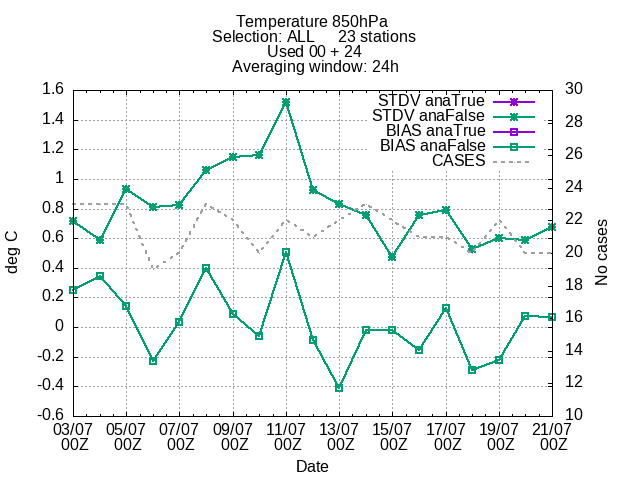 Temperature 850hPa
Selection: ALL 23 stations
Used 00 + 24
Averaging window: 24h
STDV anaTrue
STDV anaFalse
BIAS anaTrue
BIAS anaFalse
CASES
deg C
1.6
1.4
1.2
1
0.8
0.6
0.4
0.2
0
-0.2
-0.4
-0.6
No cases
30
28
26
24
22
20
18
16
14
12
10
03/07 05/07 07/07 09/07 11/07 13/07 15/07 17/07 19/07 21/07
00Z 00Z 00Z 00Z 00Z 00Z 00Z 00Z 00Z 00Z
Date